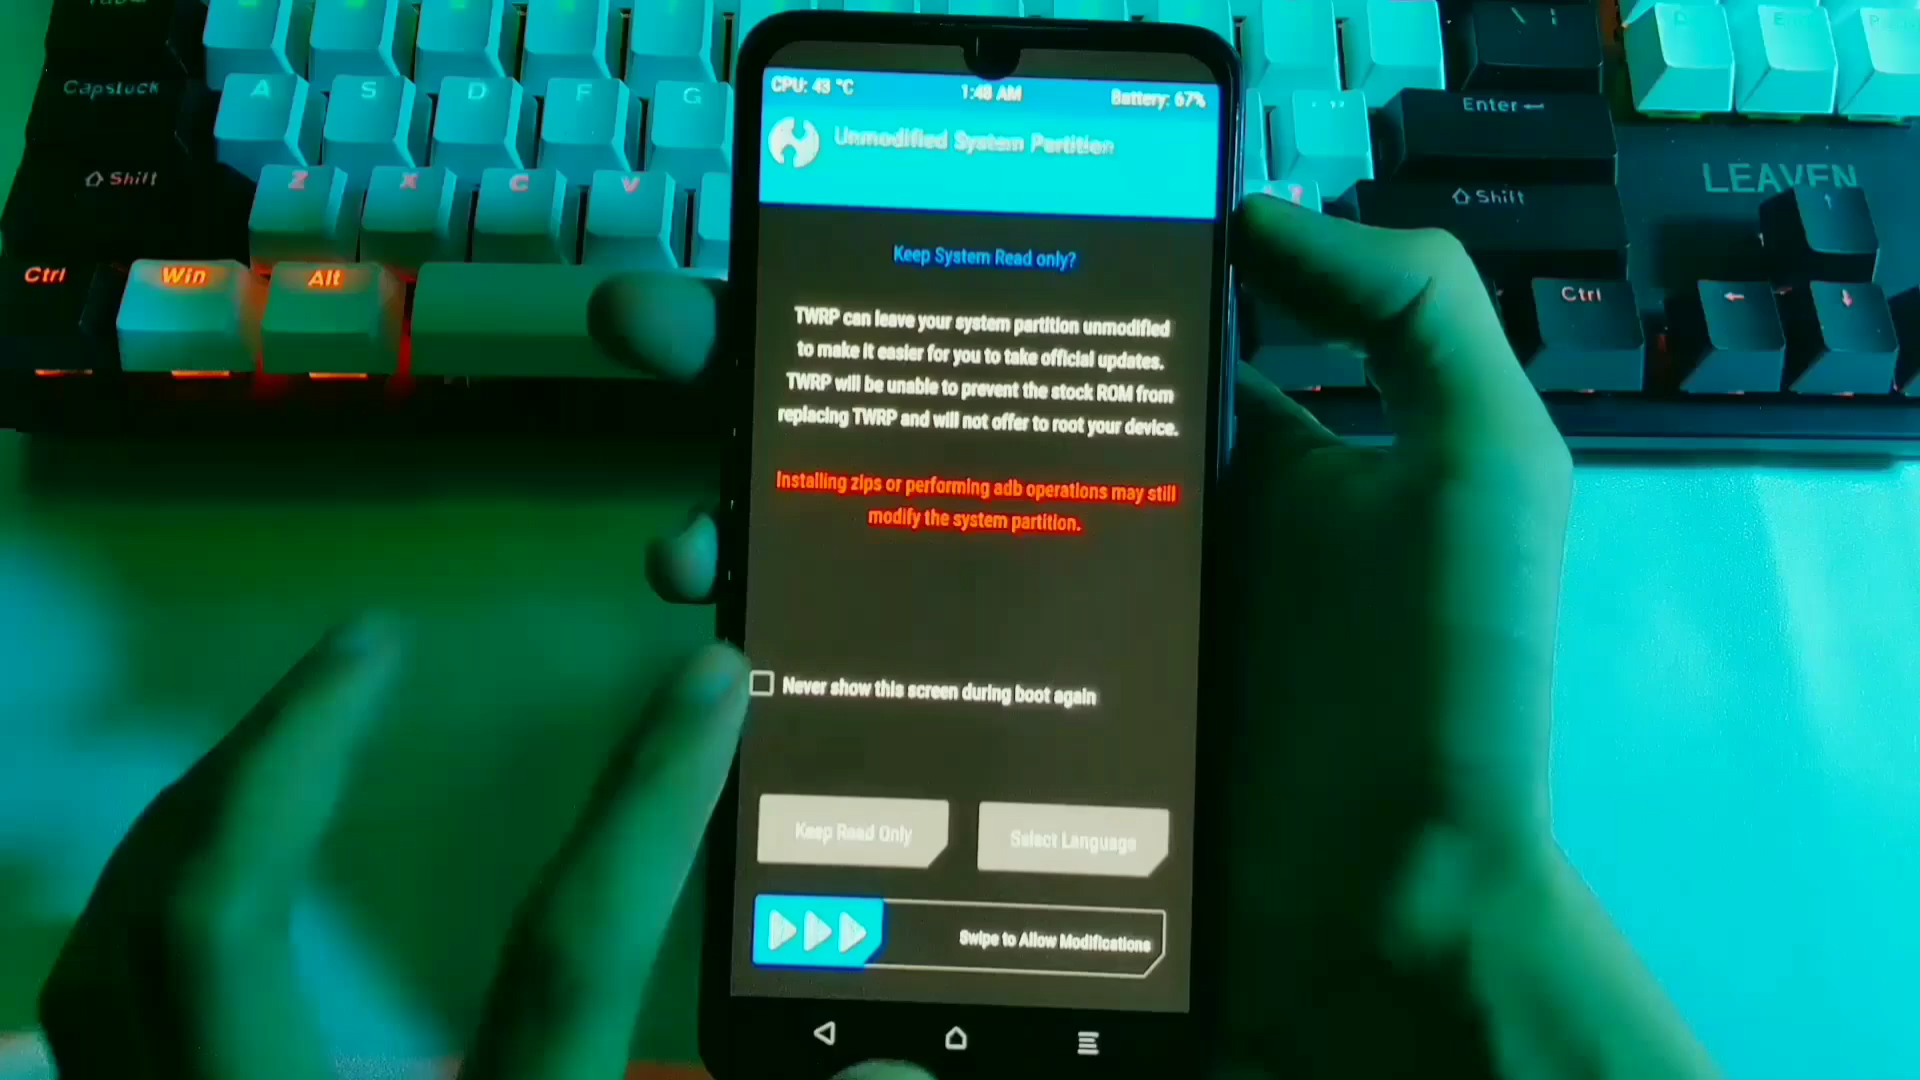 Capstuck A S D F G
Enter
Shift Z X C V
Shift
LEAVEN
Ctrl Win Alt
Ctrl
CPU: 43 °C 1:48 AM Battery: 67%
Unmodified System Partition
Keep System Read only?
TWRP can leave your system partition unmodified
to make it easier for you to take official updates.
TWRP will be unable to prevent the stock ROM from
replacing TWRP and will not offer to root your device.
Installing zips or performing adb operations may still
modify the system partition.
Never show this screen during boot again
Keep Read Only
Select Language
Swipe to Allow Modifications